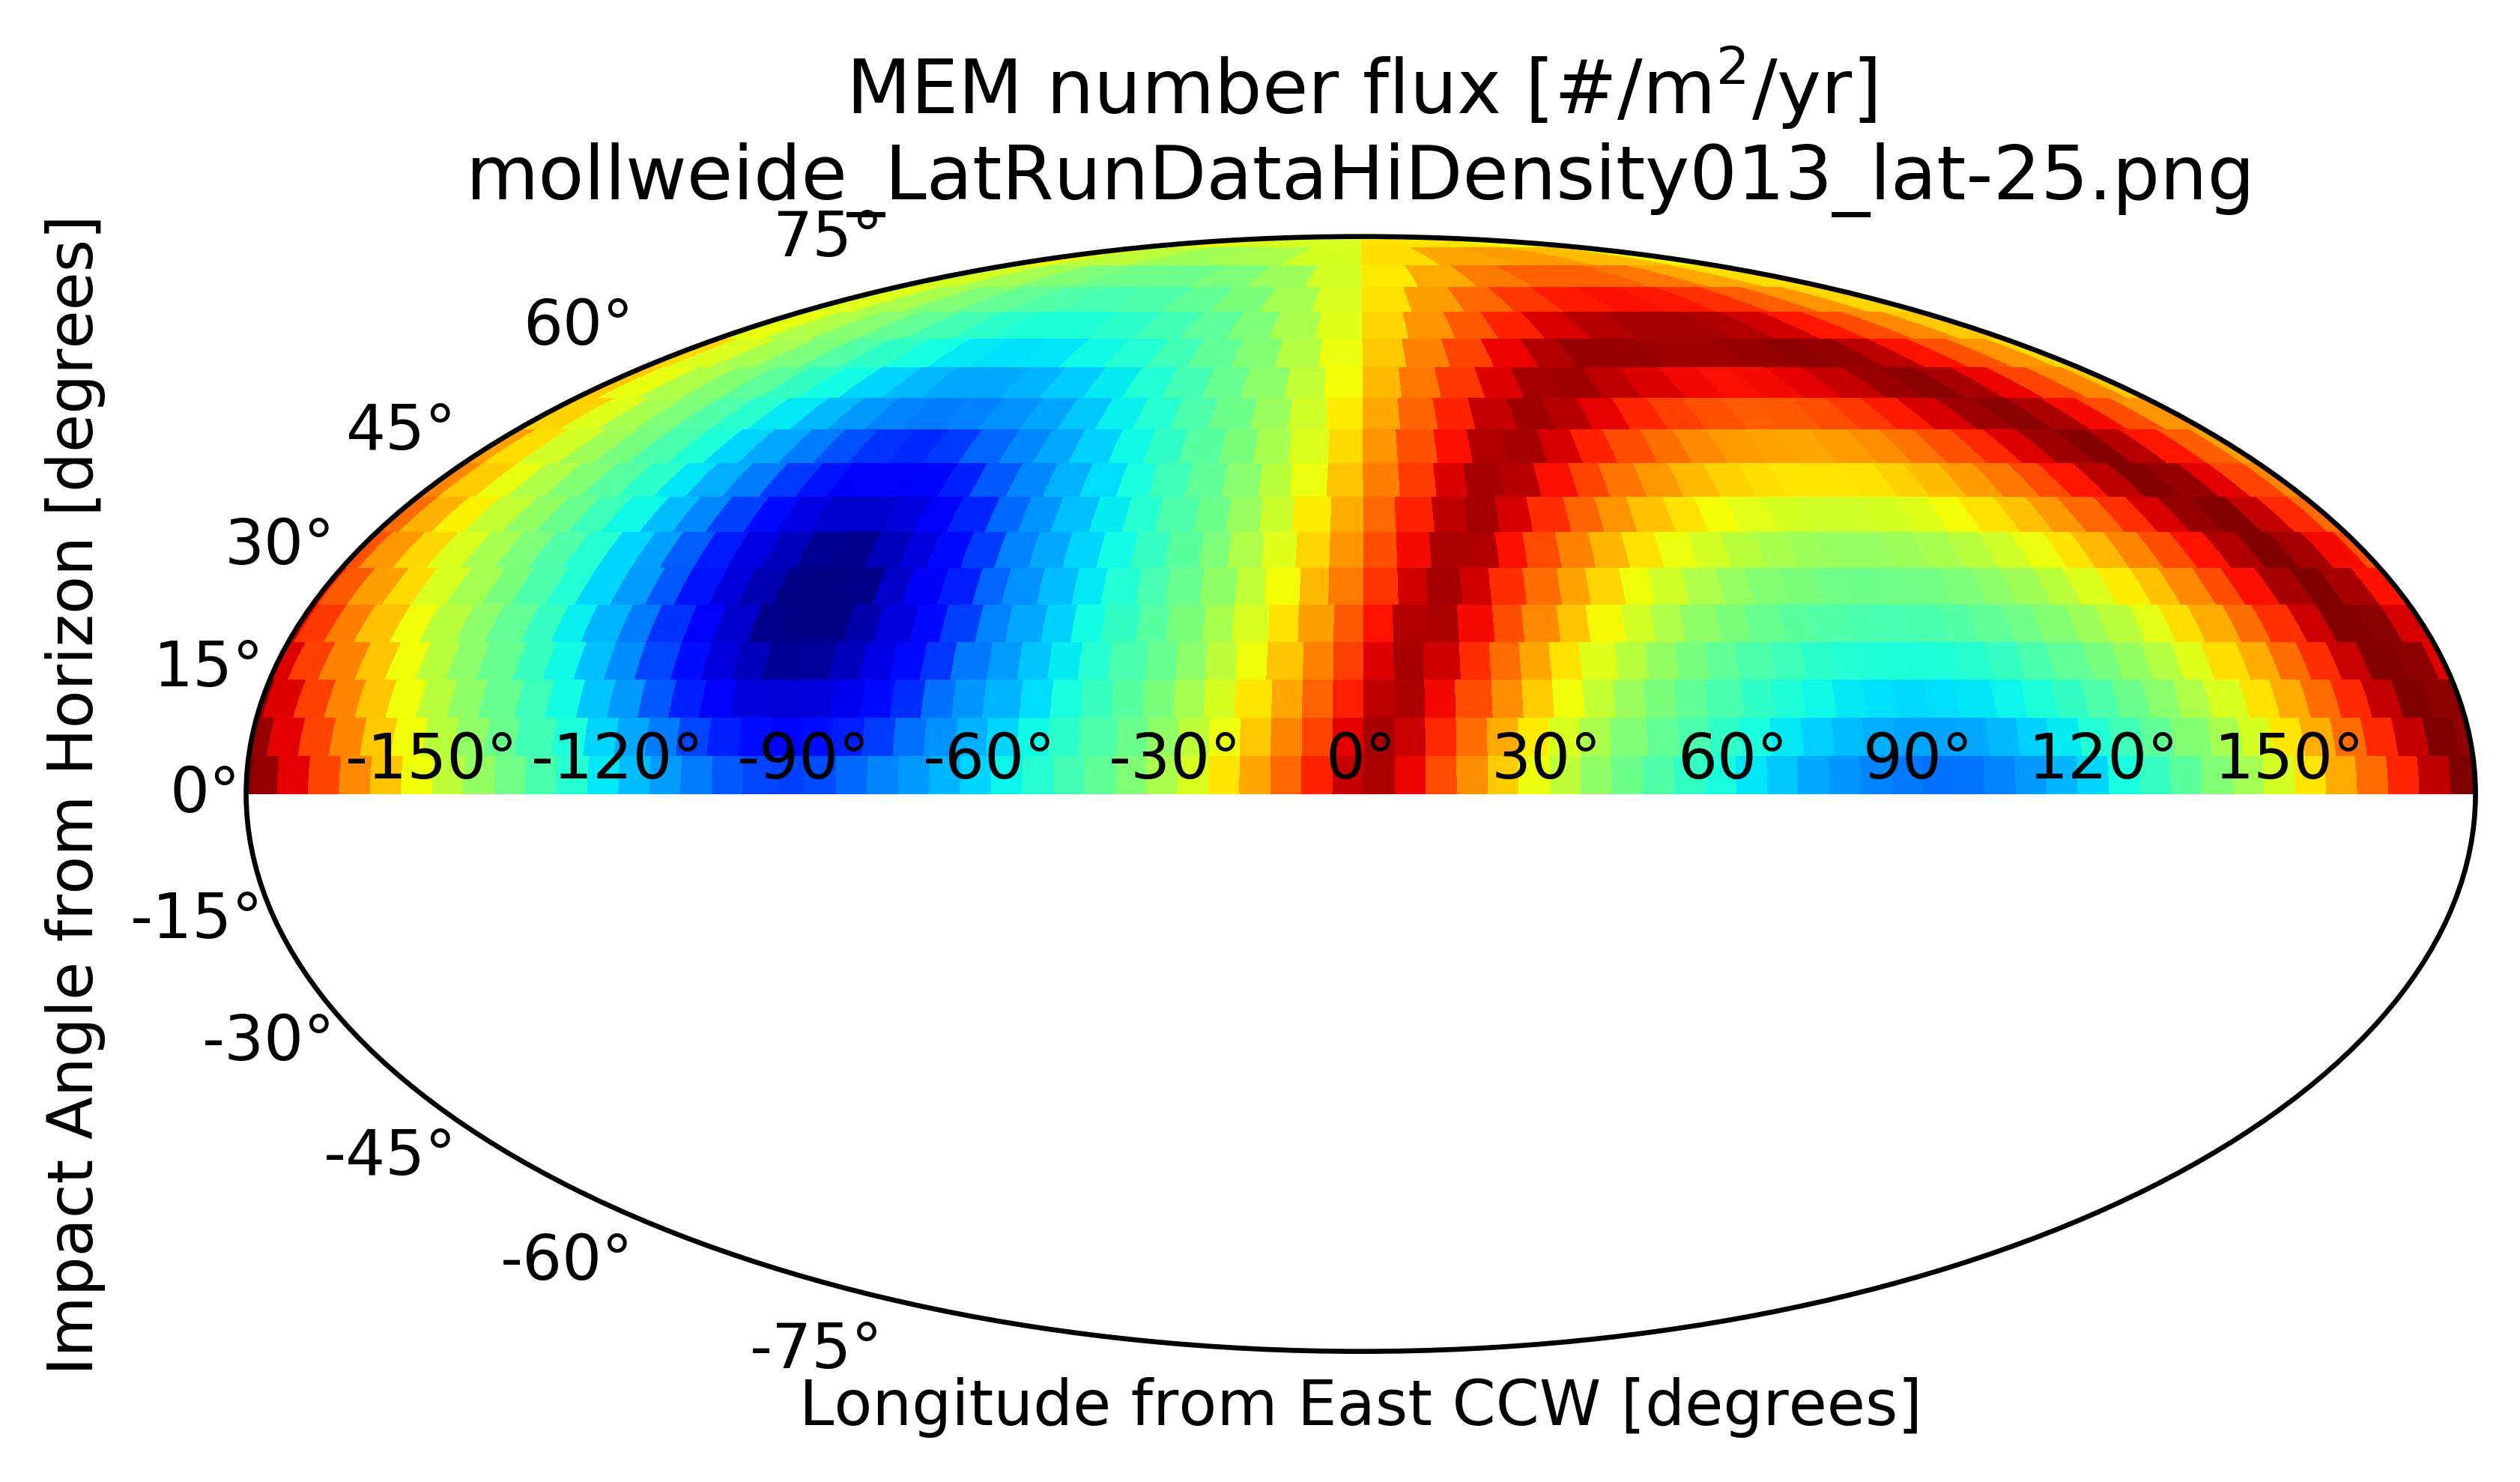 MEM number flux [#/m²/yr]
mollweide_LatRunDataHiDensity013_lat-25.png
75°
60°
45°
30°
15°
0°
-15°
-30°
-45°
-60°
-75°
-150° -120° -90° -60° -30° 0° 30° 60° 90° 120° 150°
Impact Angle from Horizon [degrees]
Longitude from East CCW [degrees]